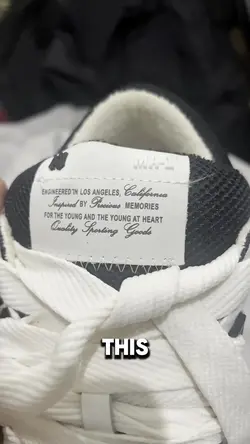 ENGINEERED IN LOS ANGELES, California
Inspired BY Precious MEMORIES
FOR THE YOUNG AND THE YOUNG AT HEART
Quality Sporting Goods
THIS